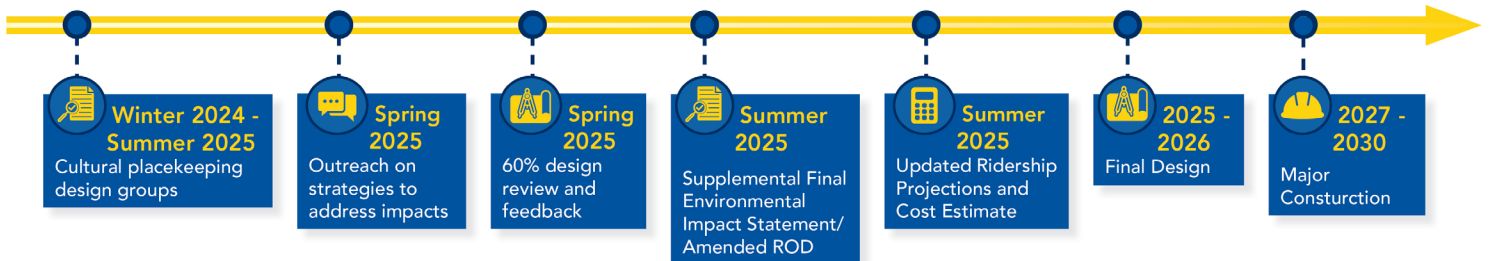 Winter 2024 -
Summer 2025
Cultural placekeeping
design groups
Spring
2025
Outreach on
strategies to
address impacts
Spring
2025
60% design
review and
feedback
Summer
2025
Supplemental Final
Environmental
Impact Statement/
Amended ROD
Summer
2025
Updated Ridership
Projections and
Cost Estimate
2025 -
2026
Final Design
2027 -
2030
Major
Consturction